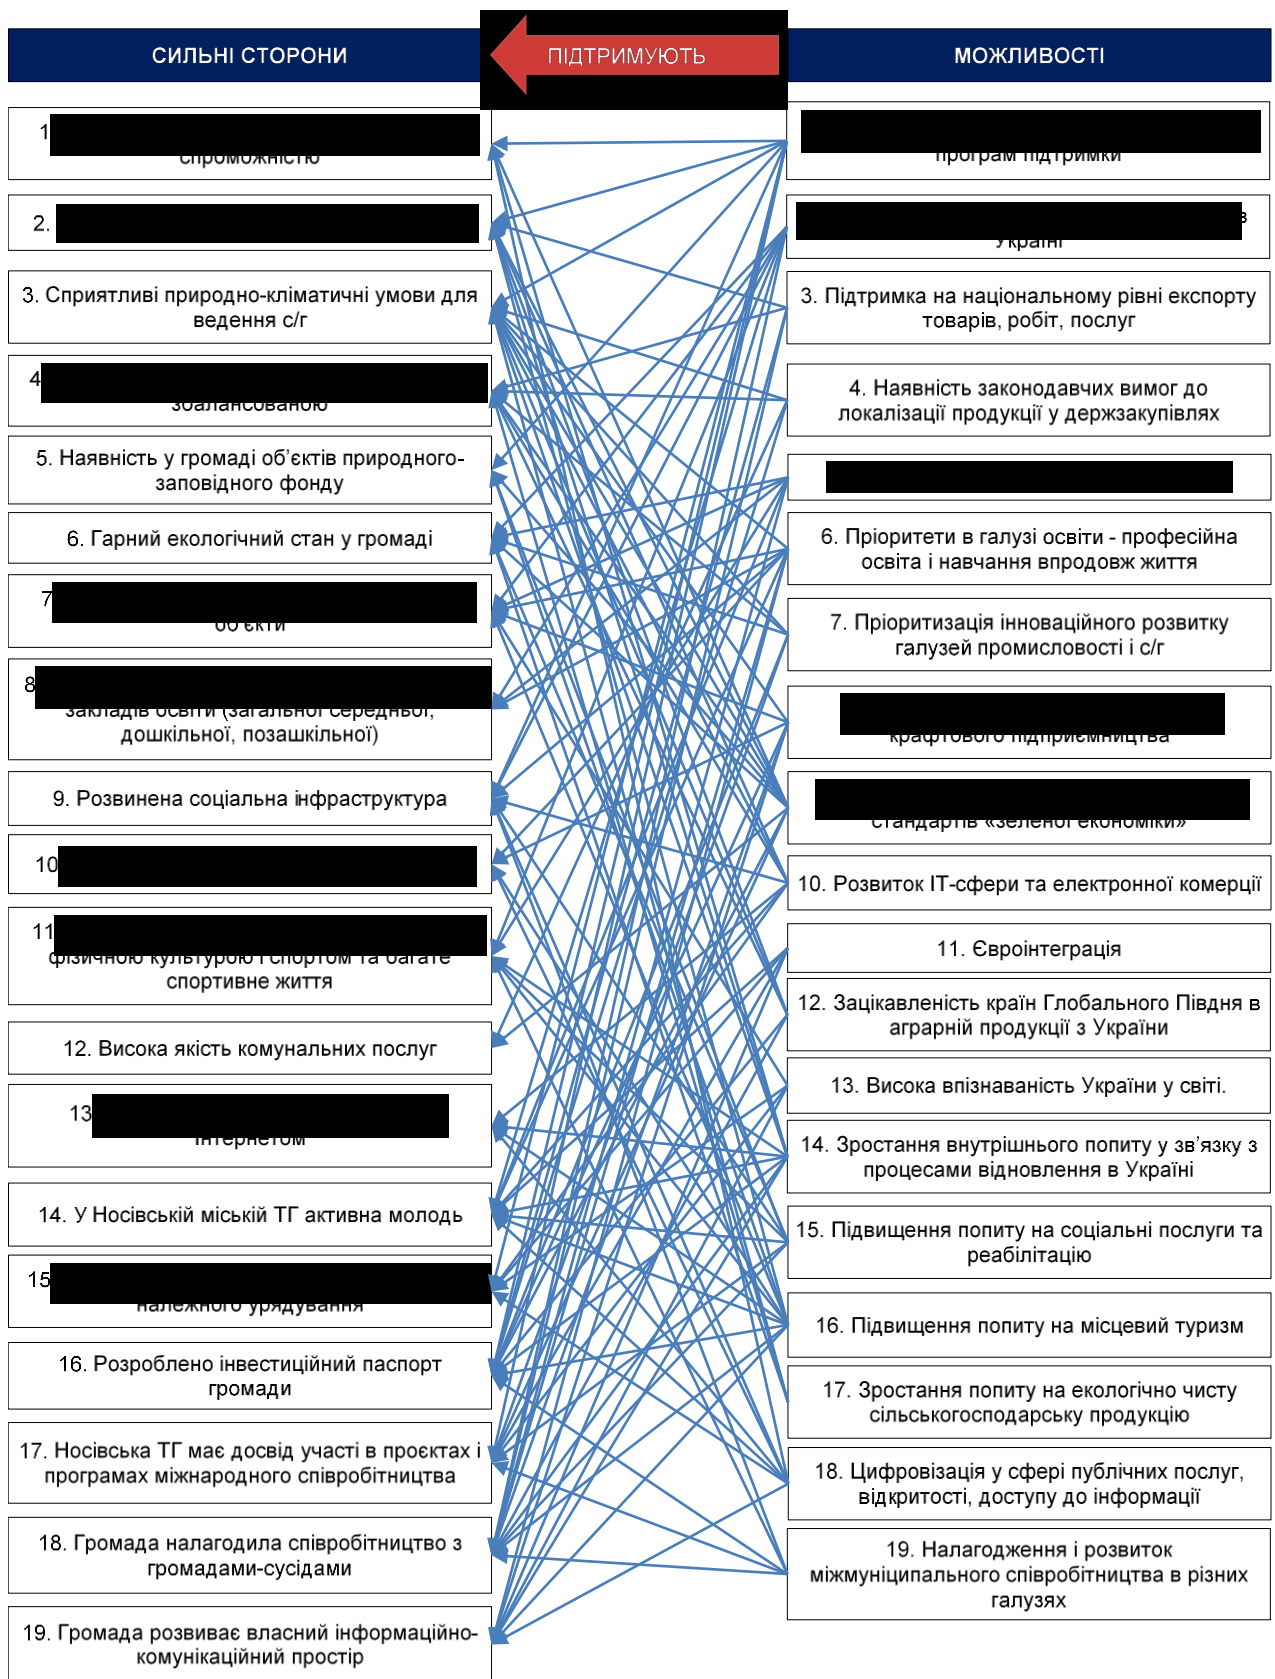 СИЛЬНІ СТОРОНИ
ПІДТРИМУЮТЬ
МОЖЛИВОСТІ
1
спроможністю
2.
3. Сприятливі природно-кліматичні умови для
ведення с/г
4
збалансованою
5. Наявність у громаді об’єктів природного-
заповідного фонду
6. Гарний екологічний стан у громаді
7
об’єкти
8
закладів освіти (загальної середньої,
дошкільної, позашкільної)
9. Розвинена соціальна інфраструктура
10
11
фізичною культурою і спортом та багате
спортивне життя
12. Висока якість комунальних послуг
13
Інтернетом
14. У Носівській міській ТГ активна молодь
15
належного урядування
16. Розроблено інвестиційний паспорт
громади
17. Носівська ТГ має досвід участі в проєктах і
програмах міжнародного співробітництва
18. Громада налагодила співробітництво з
громадами-сусідами
19. Громада розвиває власний інформаційно-
комунікаційний простір
програм підтримки
в
Україні
3. Підтримка на національному рівні експорту
товарів, робіт, послуг
4. Наявність законодавчих вимог до
локалізації продукції у держзакупівлях
6. Пріоритети в галузі освіти - професійна
освіта і навчання впродовж життя
7. Пріоритизація інноваційного розвитку
галузей промисловості і с/г
крафтового підприємництва
стандартів «зеленої економіки»
10. Розвиток ІТ-сфери та електронної комерції
11. Євроінтеграція
12. Зацікавленість країн Глобального Півдня в
аграрній продукції з України
13. Висока впізнаваність України у світі.
14. Зростання внутрішнього попиту у зв’язку з
процесами відновлення в Україні
15. Підвищення попиту на соціальні послуги та
реабілітацію
16. Підвищення попиту на місцевий туризм
17. Зростання попиту на екологічно чисту
сільськогосподарську продукцію
18. Цифровізація у сфері публічних послуг,
відкритості, доступу до інформації
19. Налагодження і розвиток
міжмуніципального співробітництва в різних
галузях